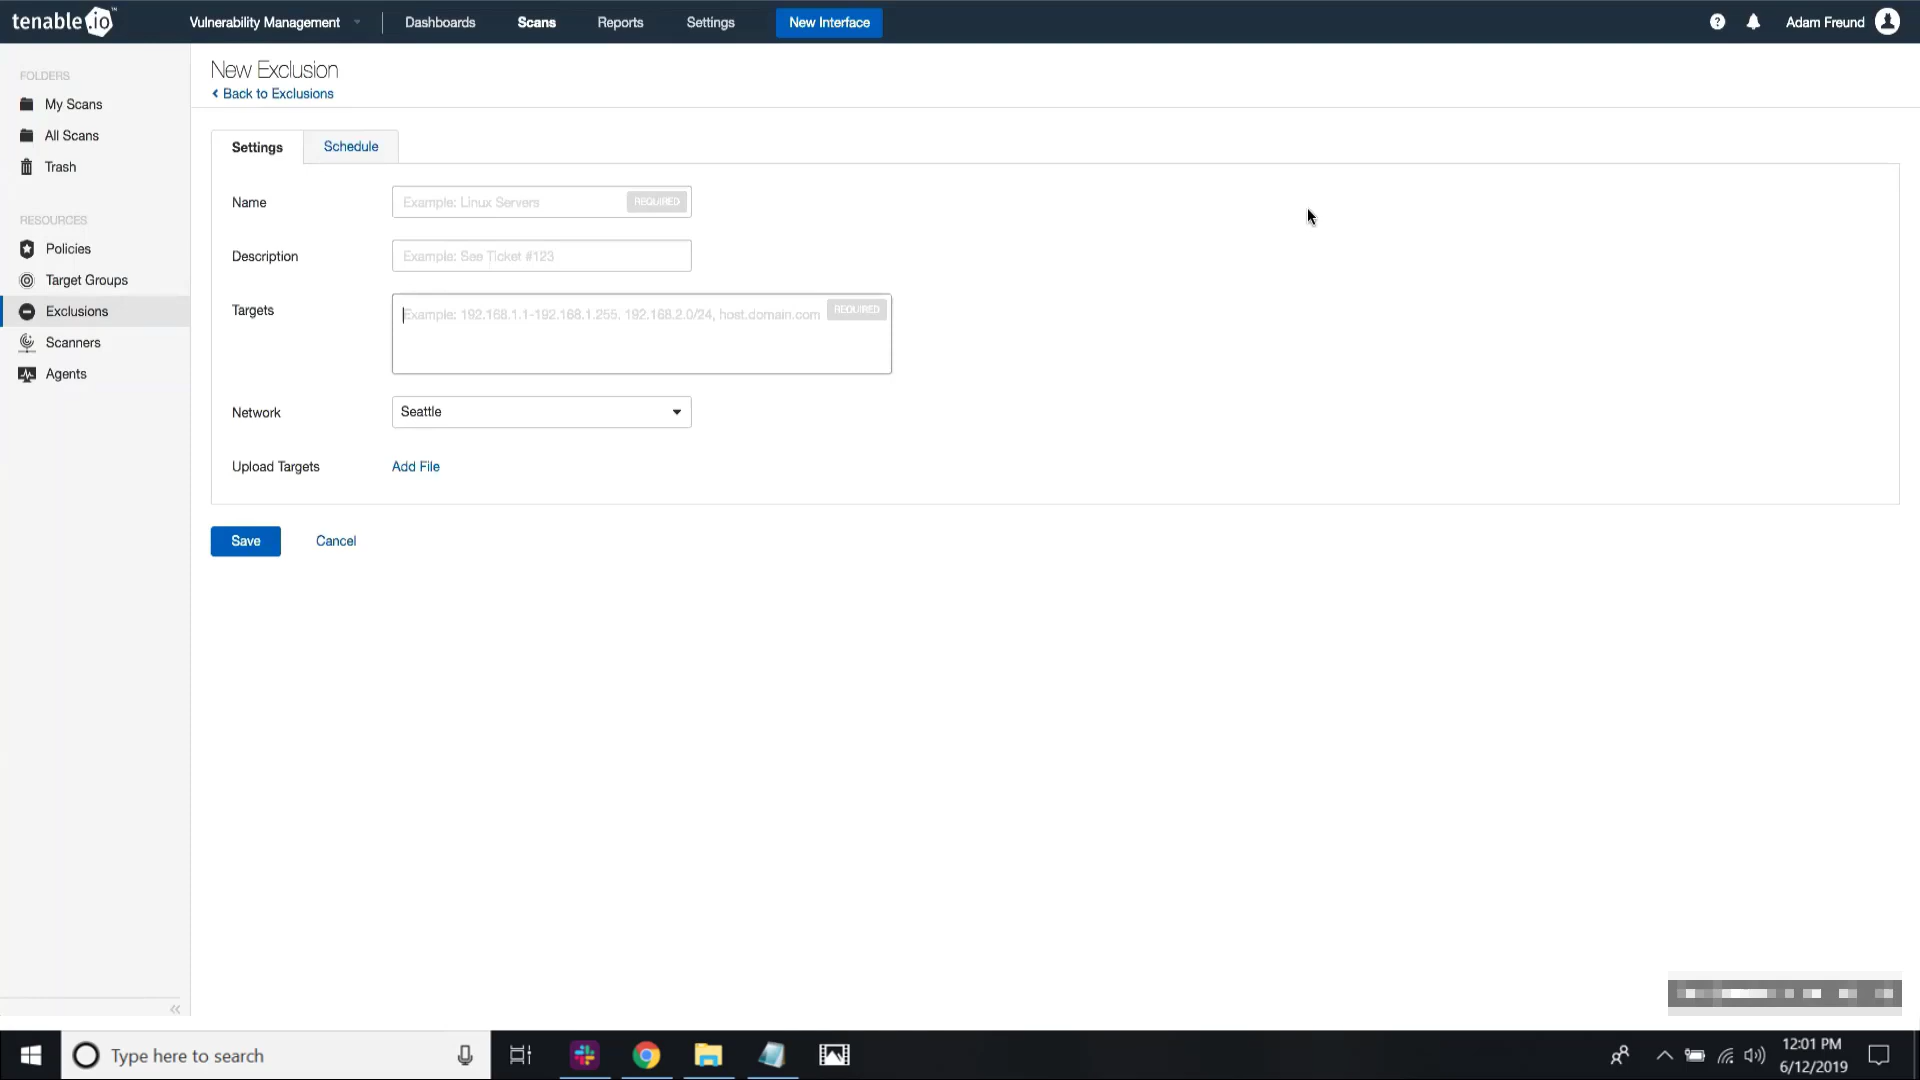 tenable.io™
Vulnerability Management
Dashboards
Scans
Reports
Settings
New Interface
?
Adam Freund
FOLDERS
My Scans
All Scans
Trash
RESOURCES
Policies
Target Groups
Exclusions
Scanners
Agents
New Exclusion
Back to Exclusions
Settings
Schedule
Name
Example: Linux Servers
REQUIRED
Description
Example: See Ticket #123
Targets
Example: 192.168.1.1-192.168.1.255, 192.168.2.0/24, host.domain.com
REQUIRED
Network
Seattle
Upload Targets
Add File
Save
Cancel
Type here to search
12:01 PM
6/12/2019